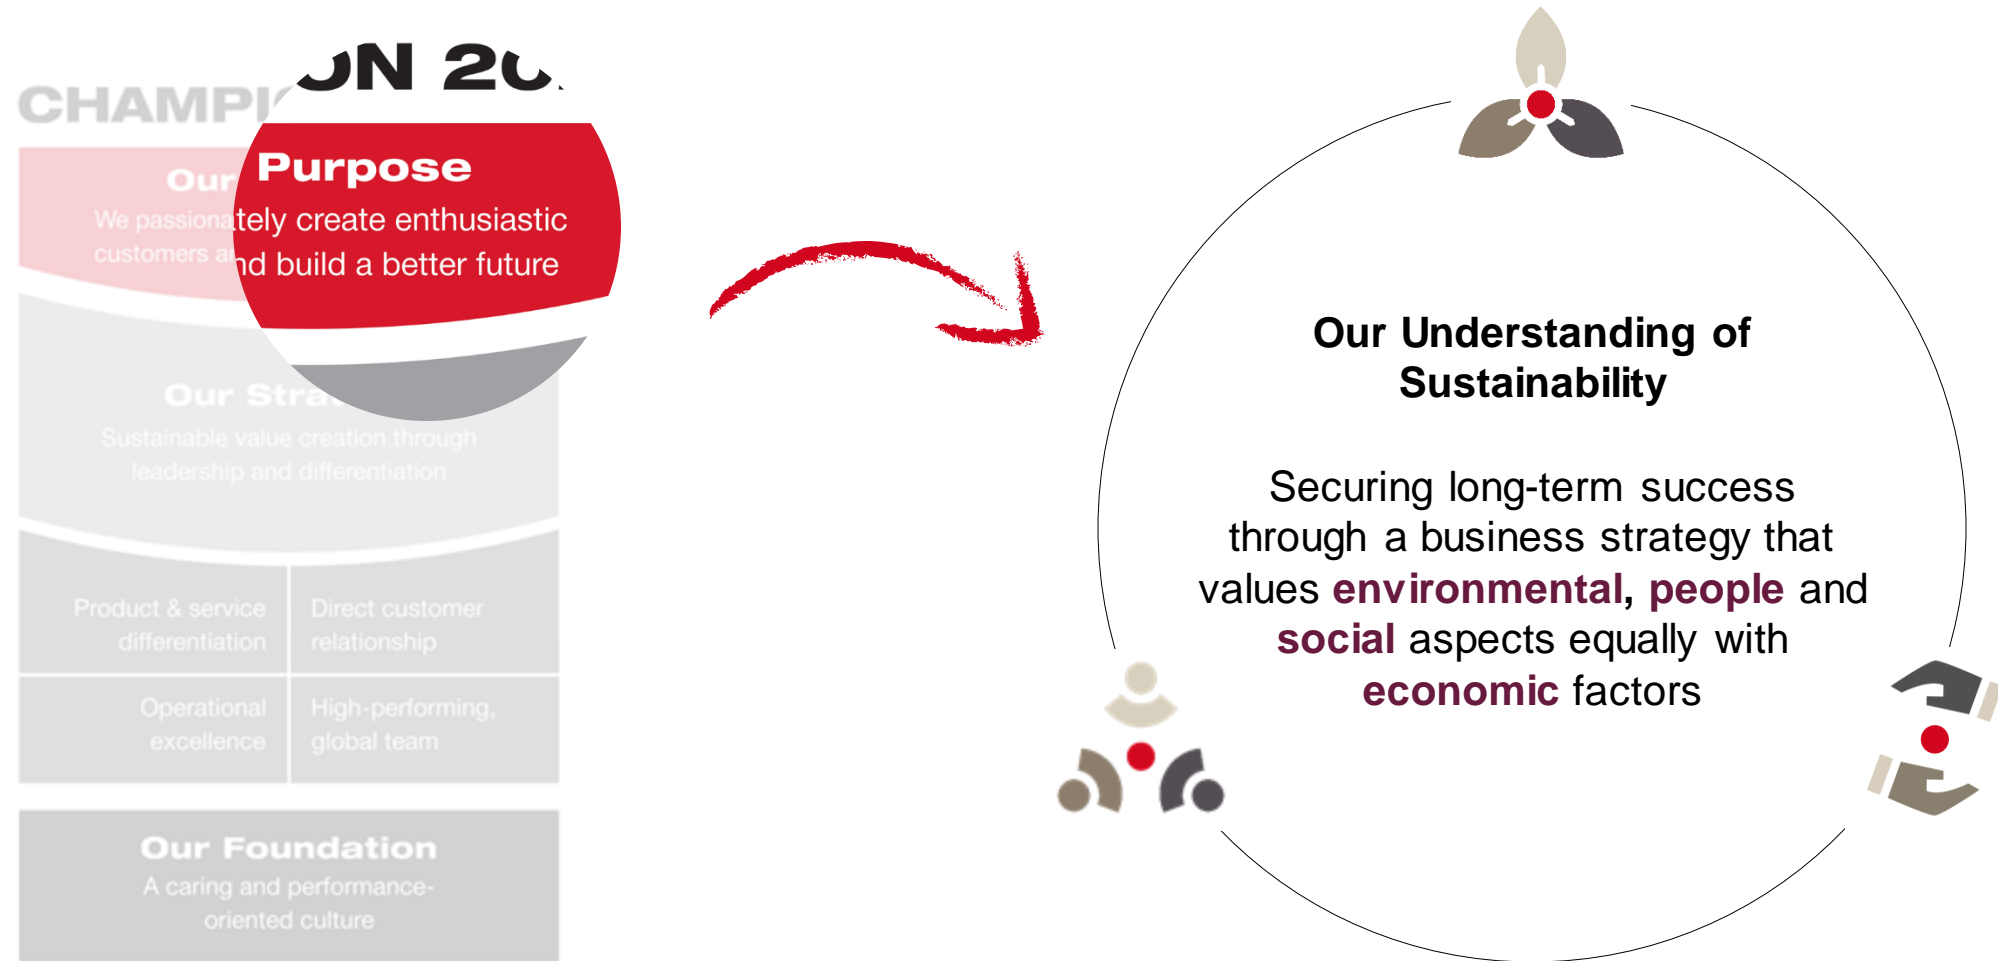 CHAMPION 20
Our Purpose
We passionately create enthusiastic
customers and build a better future
Our Stra
Sustainable value creation through
leadership and differentiation
Product & service
differentiation
Direct customer
relationship
Operational
excellence
High-performing,
global team
Our Foundation
A caring and performance-
oriented culture
Our Understanding of
Sustainability
Securing long-term success
through a business strategy that
values environmental, people and
social aspects equally with
economic factors